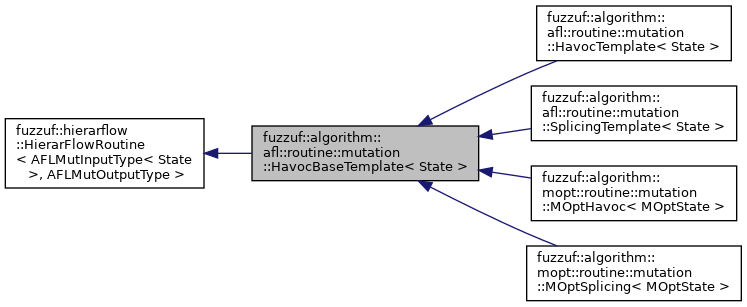 fuzzuf::hierarflow
::HierarFlowRoutine
< AFLMutInputType< State
>, AFLMutOutputType >
fuzzuf::algorithm::
afl::routine::mutation
::HavocBaseTemplate< State >
fuzzuf::algorithm::
afl::routine::mutation
::HavocTemplate< State >
fuzzuf::algorithm::
afl::routine::mutation
::SplicingTemplate< State >
fuzzuf::algorithm::
mopt::routine::mutation
::MOptHavoc< MOptState >
fuzzuf::algorithm::
mopt::routine::mutation
::MOptSplicing< MOptState >